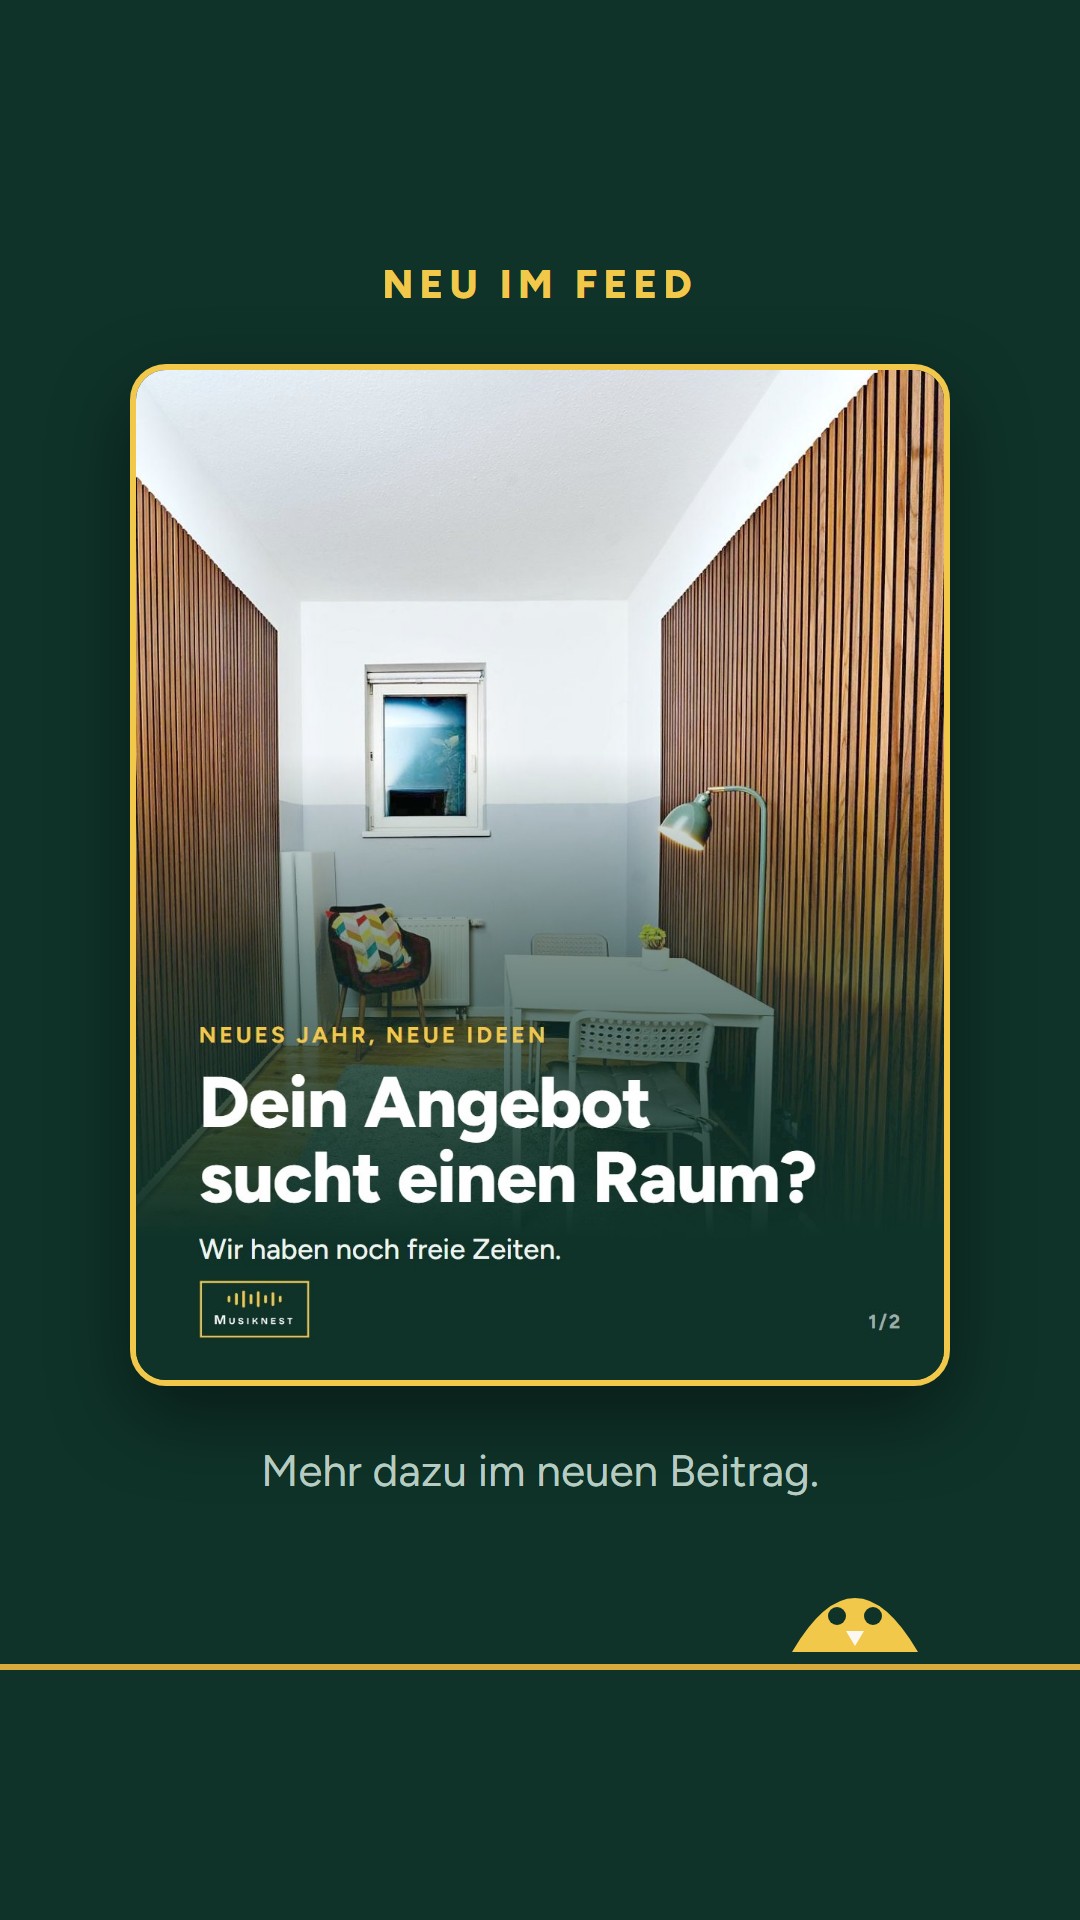 NEU IM FEED
NEUES JAHR, NEUE IDEEN
Dein Angebot
sucht einen Raum?
Wir haben noch freie Zeiten.
MUSIKNEST
1/2
Mehr dazu im neuen Beitrag.